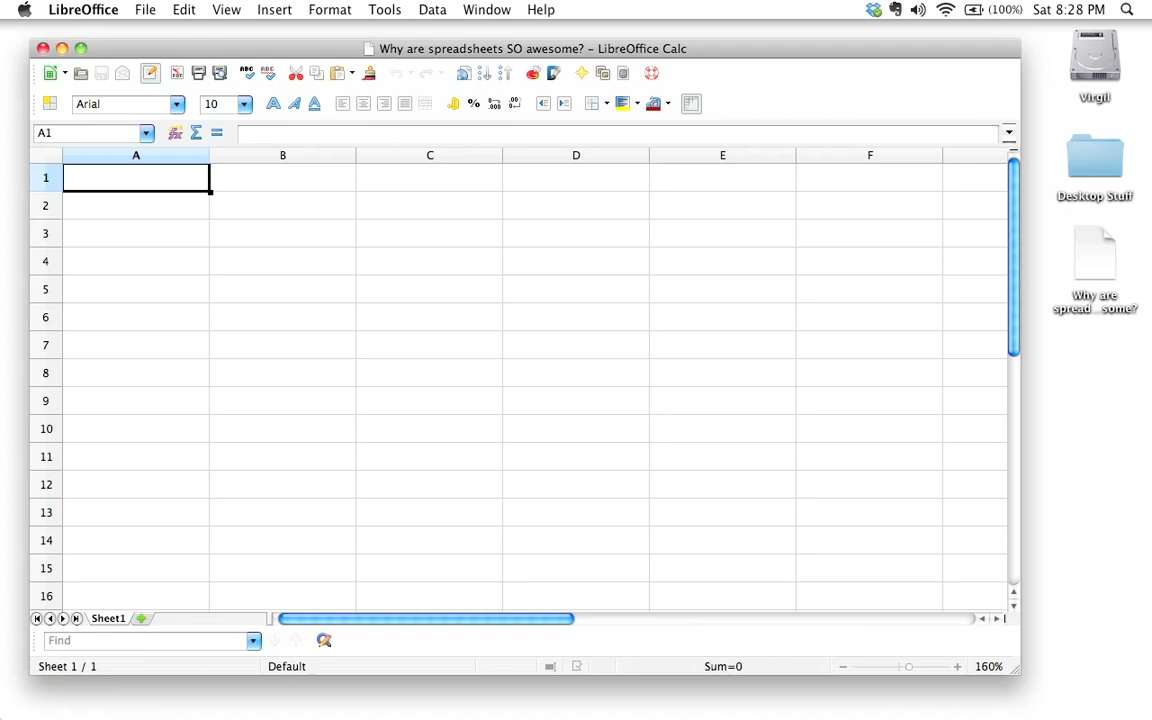 LibreOffice File Edit View Insert Format Tools Data Window Help (100%) Sat 8:28 PM
Why are spreadsheets SO awesome? – LibreOffice Calc
Arial 10
A1
A B C D E F
1
2
3
4
5
6
7
8
9
10
11
12
13
14
15
16
Sheet1
Find
Sheet 1 / 1 Default Sum=0 160%
Virgil
Desktop Stuff
Why are
spread...some?